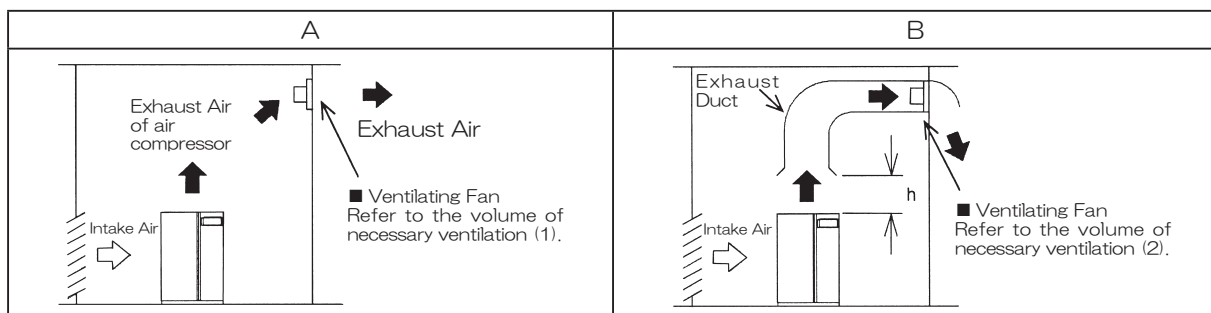 A
Exhaust Air
of air
compressor
Exhaust Air
■ Ventilating Fan
Refer to the volume of
necessary ventilation (1).
Intake Air
B
Exhaust
Duct
h
■ Ventilating Fan
Refer to the volume of
necessary ventilation (2).
Intake Air